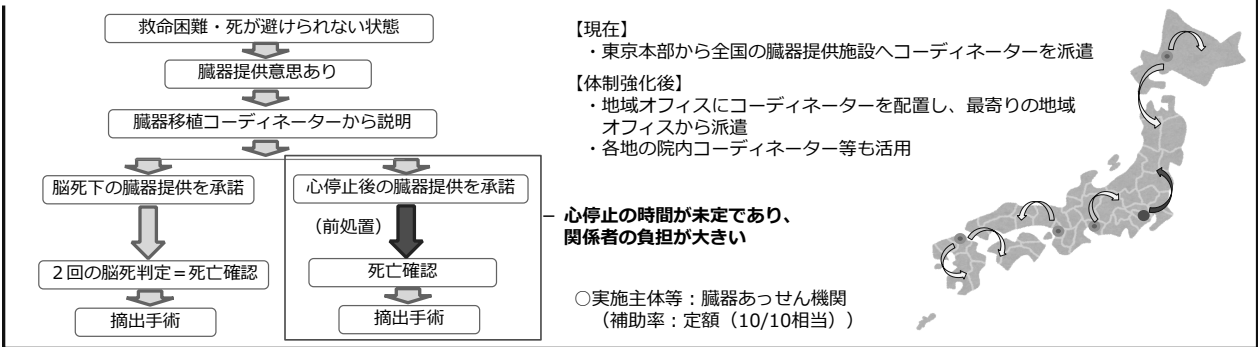 救命困難・死が避けられない状態
臓器提供意思あり
臓器移植コーディネーターから説明
脳死下の臓器提供を承諾
２回の脳死判定＝死亡確認
摘出手術
心停止後の臓器提供を承諾
（前処置）
死亡確認
摘出手術
― 心停止の時間が未定であり、
関係者の負担が大きい
【現在】
・東京本部から全国の臓器提供施設へコーディネーターを派遣
【体制強化後】
・地域オフィスにコーディネーターを配置し、最寄りの地域
オフィスから派遣
・各地の院内コーディネーター等も活用
○実施主体等：臓器あっせん機関
（補助率：定額（10/10相当））